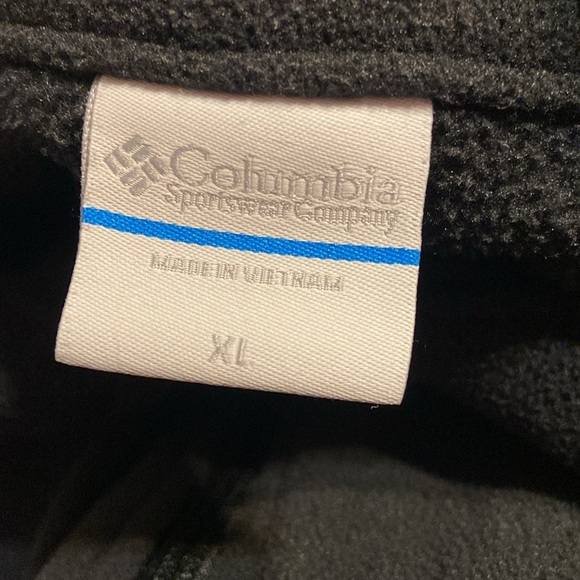 Columbia
Sportswear Company
MADE IN VIETNAM
XL